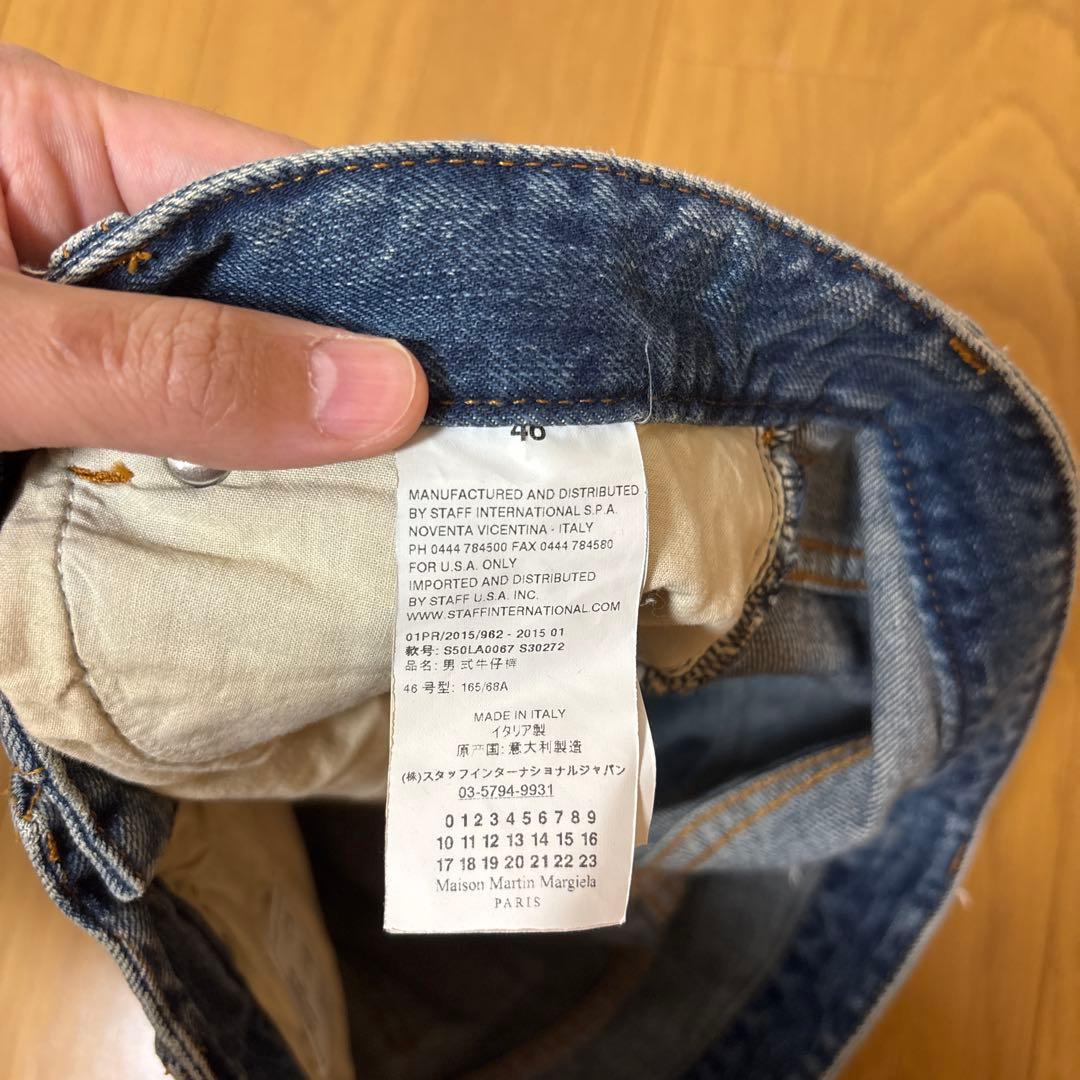 46
MANUFACTURED AND DISTRIBUTED
BY STAFF INTERNATIONAL S.P.A.
NOVENTA VICENTINA - ITALY
PH 0444 784500 FAX 0444 784580
FOR U.S.A. ONLY
IMPORTED AND DISTRIBUTED
BY STAFF U.S.A. INC.
WWW.STAFFINTERNATIONAL.COM
01PR/2015/962 - 2015 01
款号: S50LA0067 S30272
品名: 男式牛仔裤
46 号型: 165/68A
MADE IN ITALY
イタリア製
原产国: 意大利製造
(株)スタッフインターナショナルジャパン
03-5794-9931
0 1 2 3 4 5 6 7 8 9
10 11 12 13 14 15 16
17 18 19 20 21 22 23
Maison Martin Margiela
PARIS